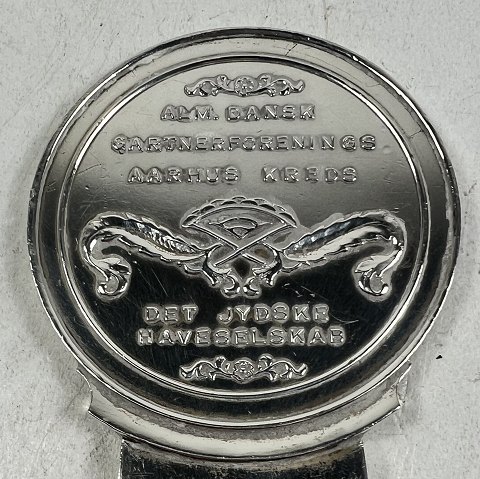 ALM. DANSK
GARTNERFORENINGS
AARHUS KREDS
DET JYDSKE
HAVESELSKAB